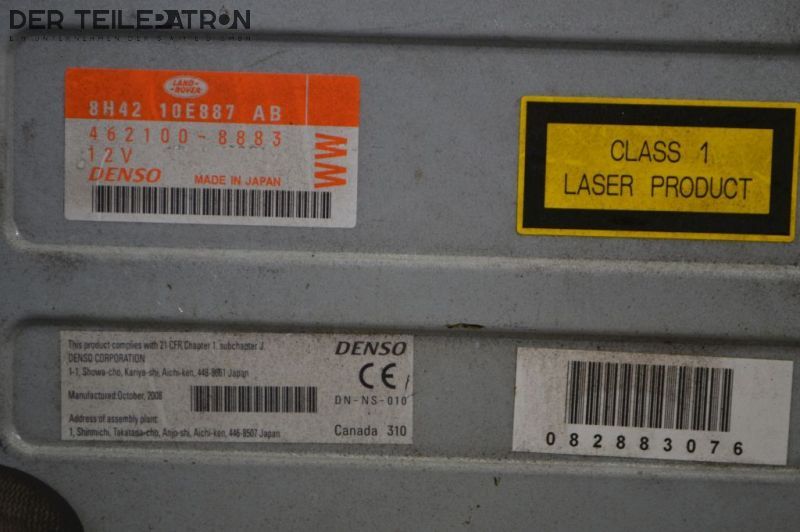 DER TEILEPATRON
EIN UNTERNEHMEN DER
LAND-
ROVER
8H42 10E887 AB
462100-8883
12V
WW
DENSO
MADE IN JAPAN
CLASS 1
LASER PRODUCT
This product complies with 21 CFR, Chapter 1, subchapter J.
DENSO CORPORATION
1-1, Showa-cho, Kariya-shi, Aichi-ken, 448-8661 Japan
Manufactured:October, 2008
Address of assembly plant:
1, Shinmichi, Takatana-cho, Anjo-shi, Aichi-ken, 446-8507 Japan
DENSO
CE
DN-NS-010
Canada 310
082883076